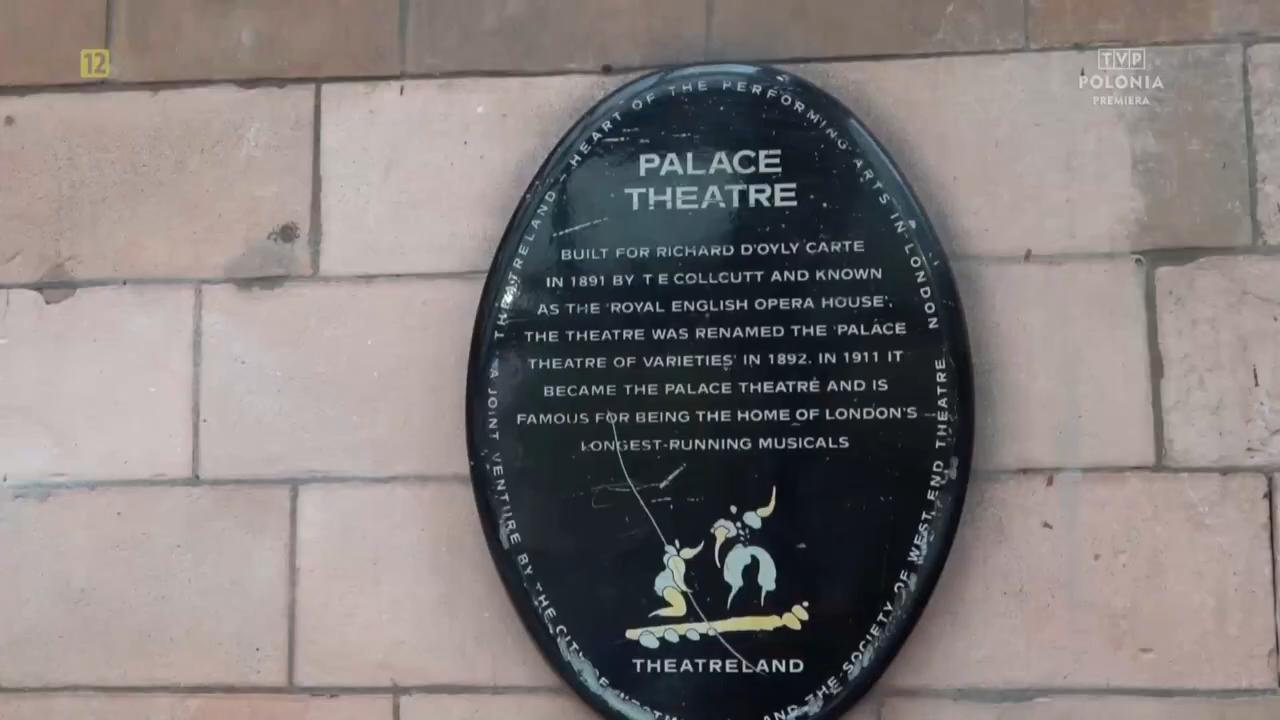 12
TVP
POLONIA
PREMIERA
THEATRELAND – HEART OF THE PERFORMING ARTS IN LONDON
PALACE
THEATRE
BUILT FOR RICHARD D'OYLY CARTE
IN 1891 BY T E COLLCUTT AND KNOWN
AS THE 'ROYAL ENGLISH OPERA HOUSE'.
THE THEATRE WAS RENAMED THE 'PALACE
THEATRE OF VARIETIES' IN 1892. IN 1911 IT
BECAME THE PALACE THEATRE AND IS
FAMOUS FOR BEING THE HOME OF LONDON'S
LONGEST-RUNNING MUSICALS
THEATRELAND
A JOINT VENTURE BY THE CITY OF AND THE SOCIETY OF WEST END THEATRE